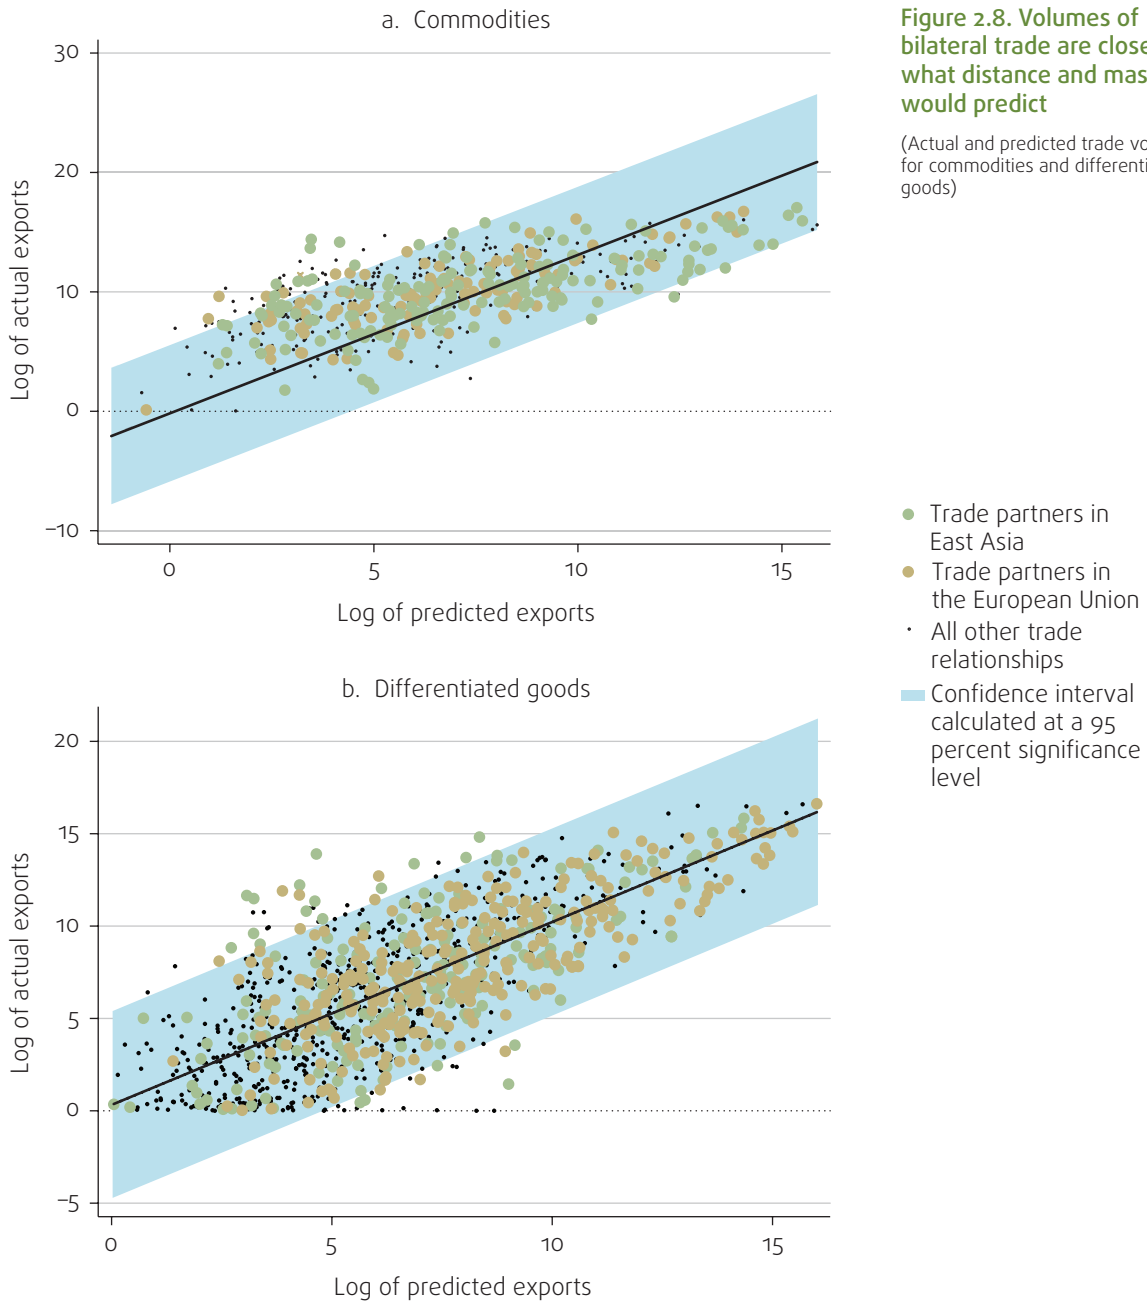 a. Commodities
30
20
10
0
–10
Log of actual exports
0
5
10
15
Log of predicted exports
b. Differentiated goods
20
15
10
5
0
–5
Log of actual exports
0
5
10
15
Log of predicted exports
Figure 2.8. Volumes of
bilateral trade are
what distance and
would predict
(Actual and predicted trade
for commodities and
goods)
Trade partners in
East Asia
Trade partners in
the European Union
All other trade
relationships
Confidence interval
calculated at a 95
percent significance
level